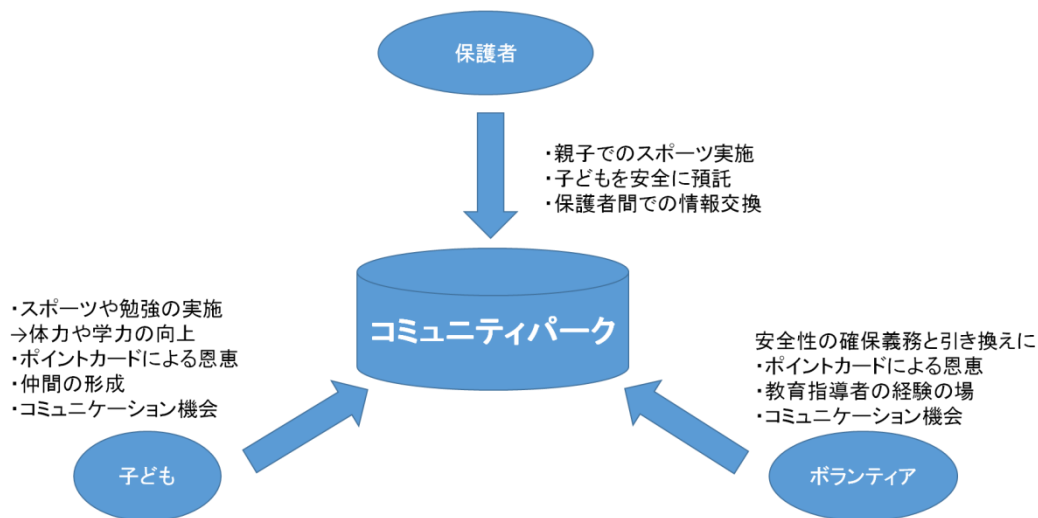 保護者
・親子でのスポーツ実施
・子どもを安全に預託
・保護者間での情報交換
コミュニティパーク
・スポーツや勉強の実施
→体力や学力の向上
・ポイントカードによる恩恵
・仲間の形成
・コミュニケーション機会
子ども
安全性の確保義務と引き換えに
・ポイントカードによる恩恵
・教育指導者の経験の場
・コミュニケーション機会
ボランティア